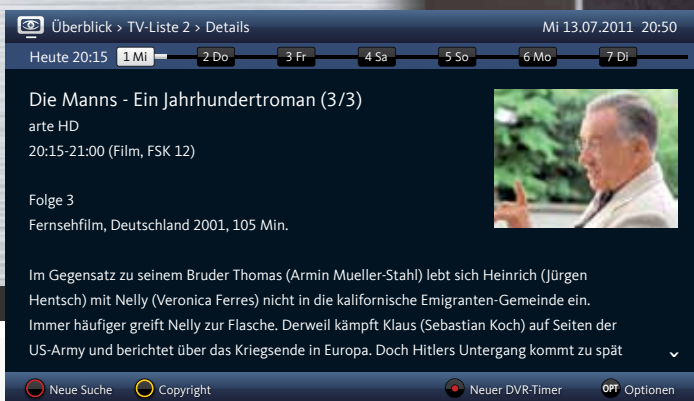 Überblick > TV-Liste 2 > Details Mi 13.07.2011 20:50
Heute 20:15 1 Mi 2 Do 3 Fr 4 Sa 5 So 6 Mo 7 Di
Die Manns - Ein Jahrhundertroman (3/3)
arte HD
20:15-21:00 (Film, FSK 12)
Folge 3
Fernsehfilm, Deutschland 2001, 105 Min.
Im Gegensatz zu seinem Bruder Thomas (Armin Mueller-Stahl) lebt sich Heinrich (Jürgen
Hentsch) mit Nelly (Veronica Ferres) nicht in die kalifornische Emigranten-Gemeinde ein.
Immer häufiger greift Nelly zur Flasche. Derweil kämpft Klaus (Sebastian Koch) auf Seiten der
US-Army und berichtet über das Kriegsende in Europa. Doch Hitlers Untergang kommt zu spät
Neue Suche Copyright Neuer DVR-Timer OPT Optionen